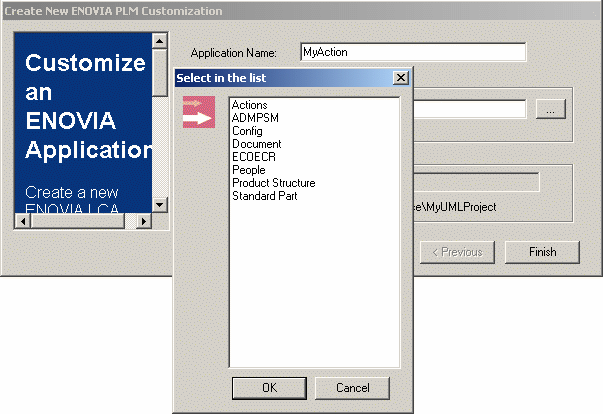 Create New ENOVIA PLM Customization
Customize
an
ENOVIA
Application
Create a new
ENOVIA LCA
Application Name: MyAction
Select in the list
Actions
ADMPSM
Config
Document
ECOECR
People
Product Structure
Standard Part
...
ce\MyUMLProject
< Previous
Finish
OK
Cancel